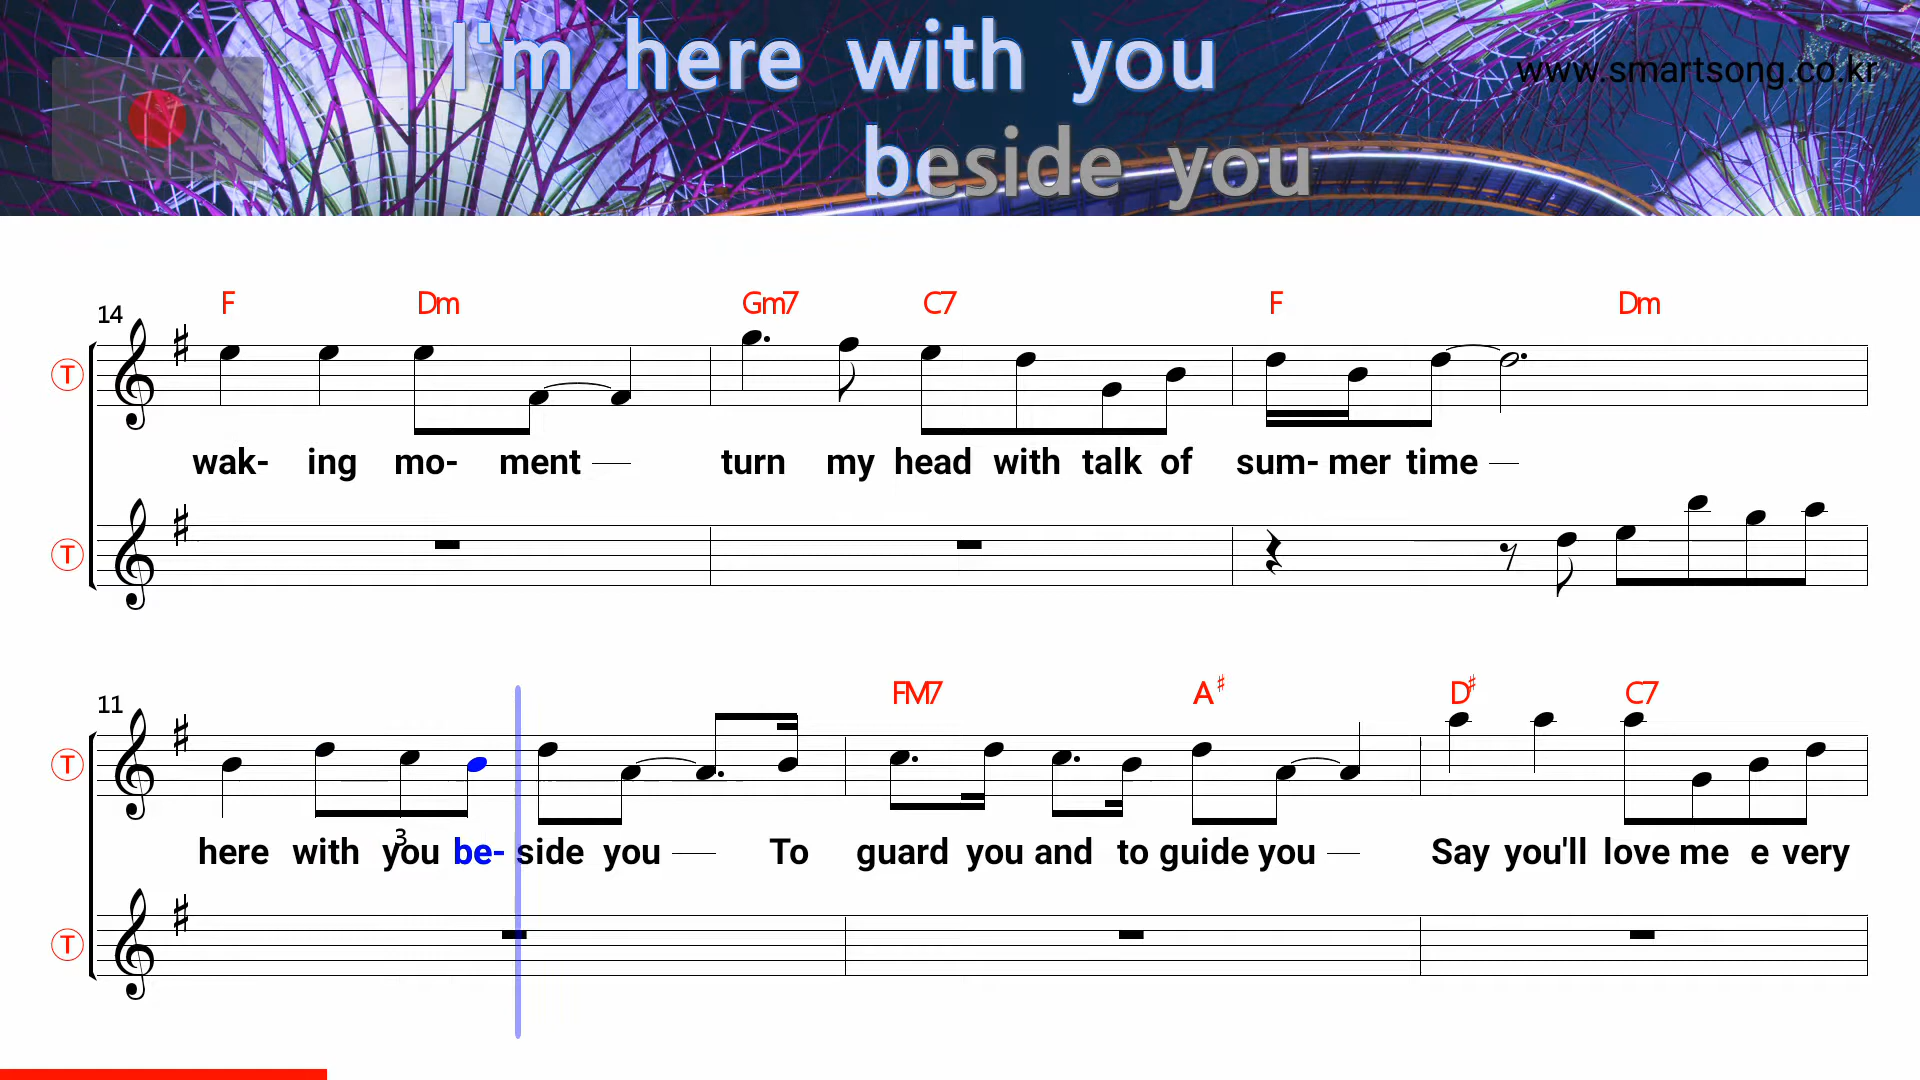 I'm here with you
www.smartsong.co.kr
beside you
14 F Dm Gm7 C7 F Dm
T
wak- ing mo- ment turn my head with talk of sum- mer time
T
11 FM7 A♯ D♯ C7
T
3
here with you be- side you To guard you and to guide you Say you'll love me e very
T